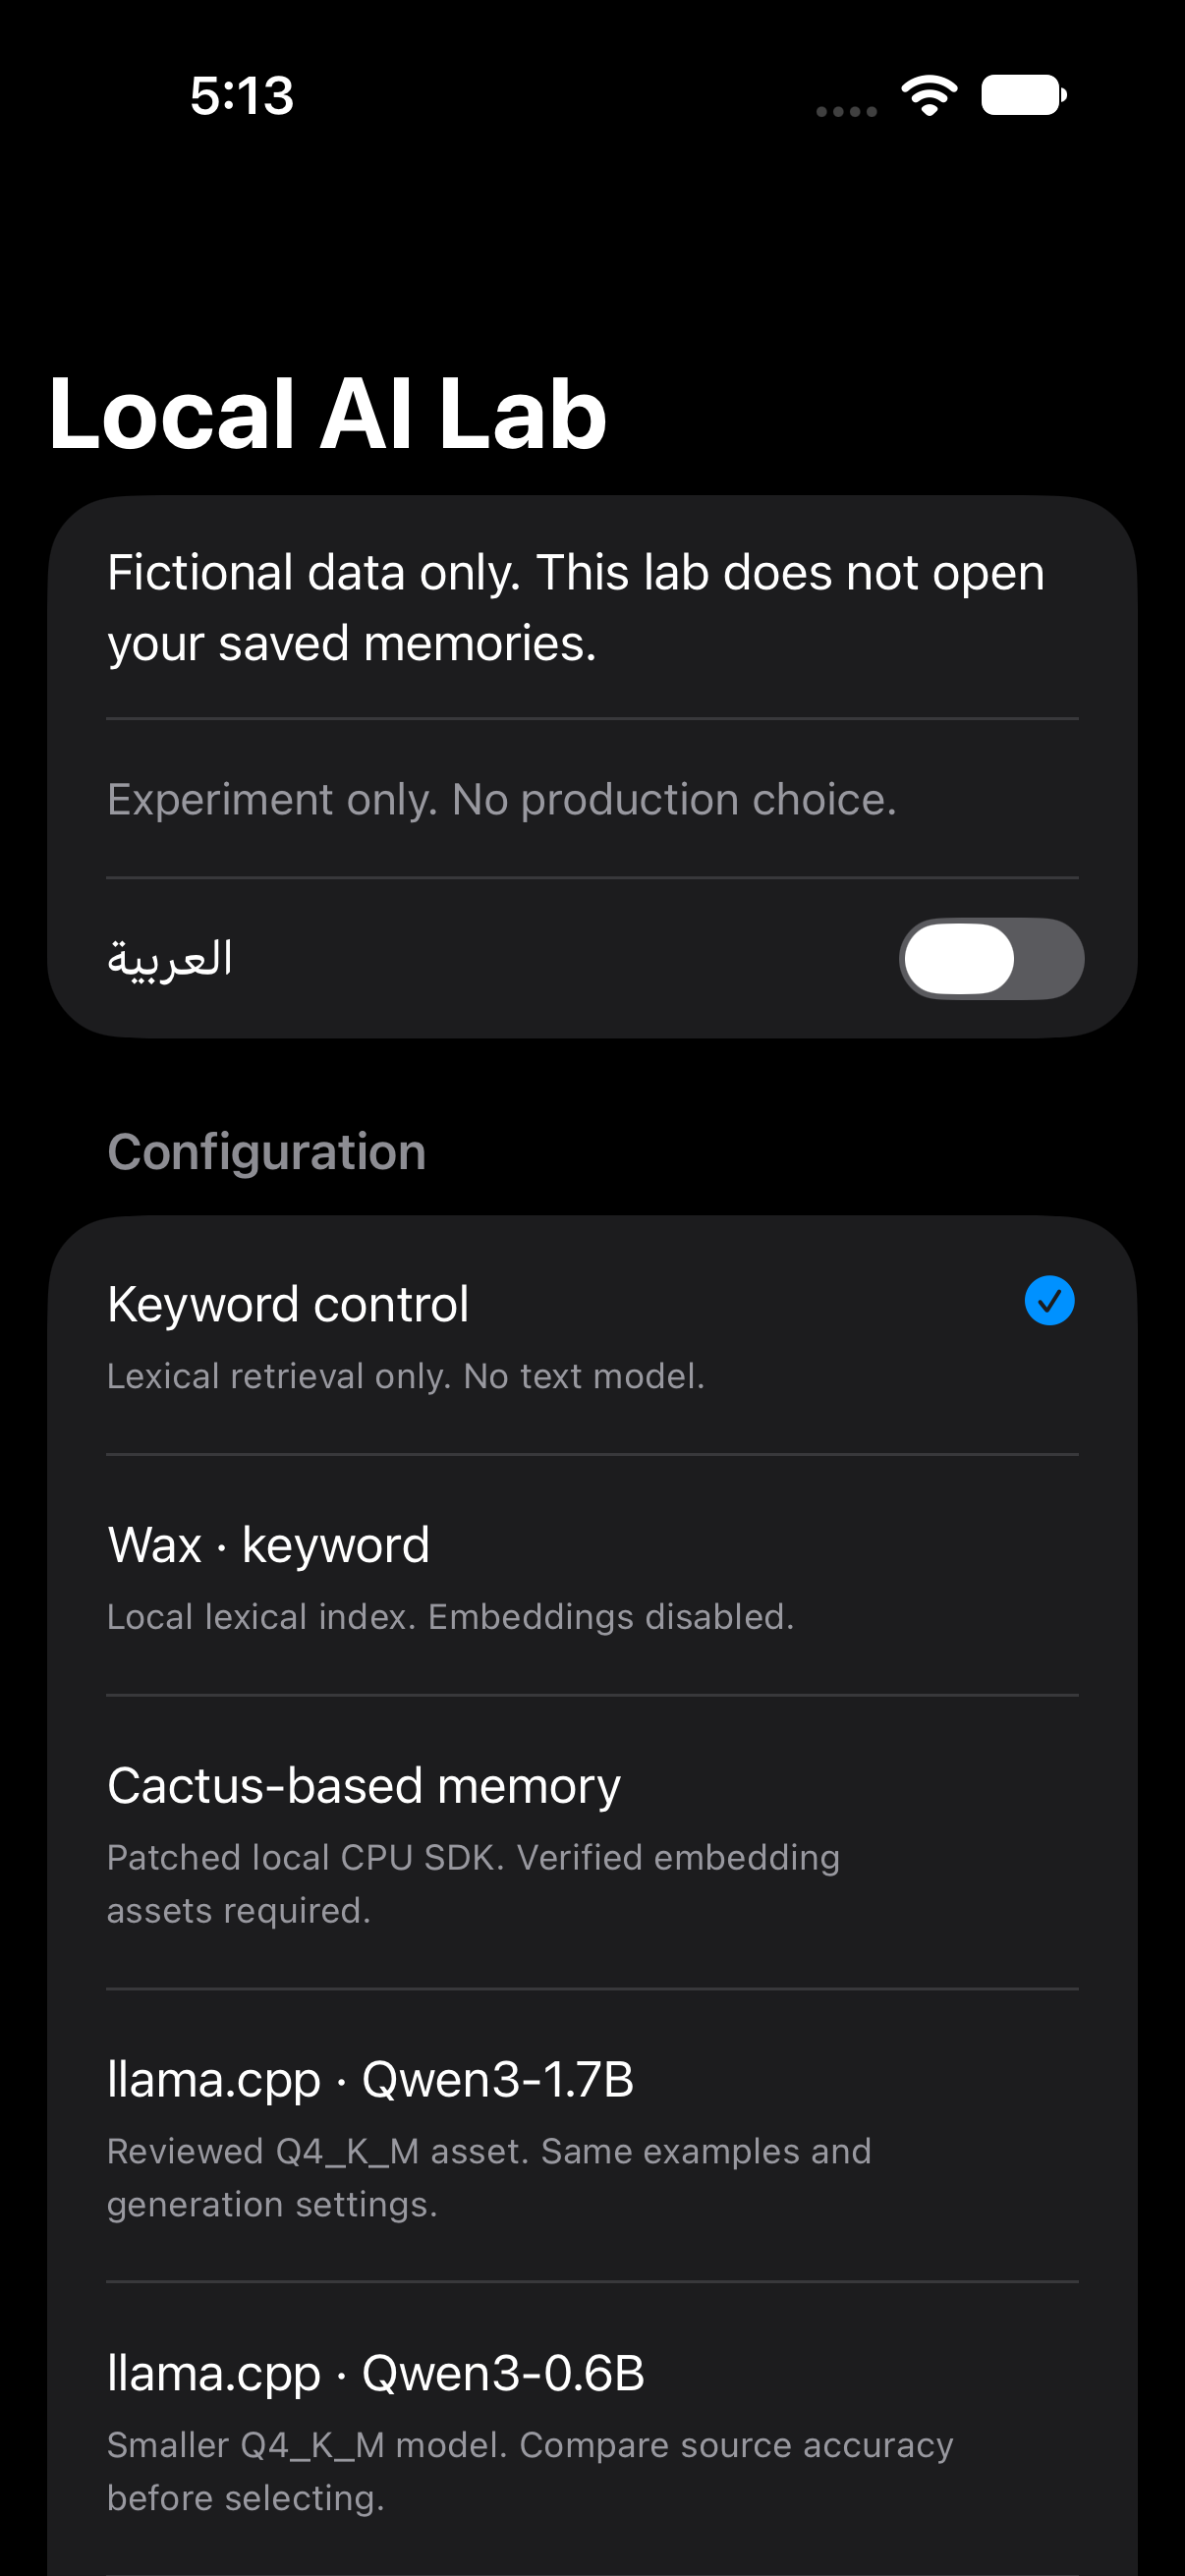 5:13
Local AI Lab
Fictional data only. This lab does not open
your saved memories.
Experiment only. No production choice.
العربية
Configuration
Keyword control
Lexical retrieval only. No text model.
Wax · keyword
Local lexical index. Embeddings disabled.
Cactus-based memory
Patched local CPU SDK. Verified embedding
assets required.
llama.cpp · Qwen3-1.7B
Reviewed Q4_K_M asset. Same examples and
generation settings.
llama.cpp · Qwen3-0.6B
Smaller Q4_K_M model. Compare source accuracy
before selecting.